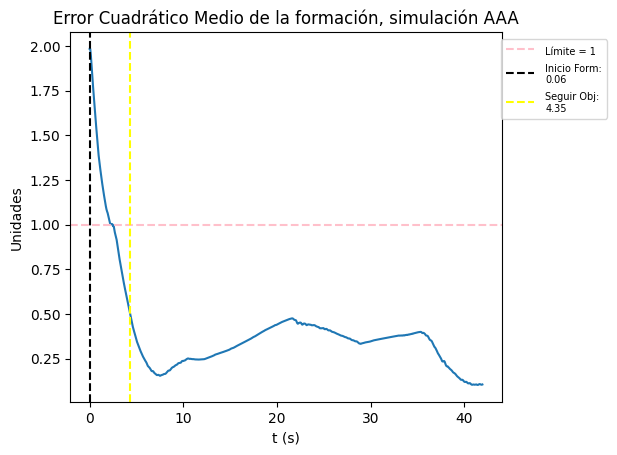 Error Cuadrático Medio de la formación, simulación AAA
Límite = 1
Inicio Form:
0.06
Seguir Obj:
4.35
Unidades
2.00
1.75
1.50
1.25
1.00
0.75
0.50
0.25
0
10
20
30
40
t (s)